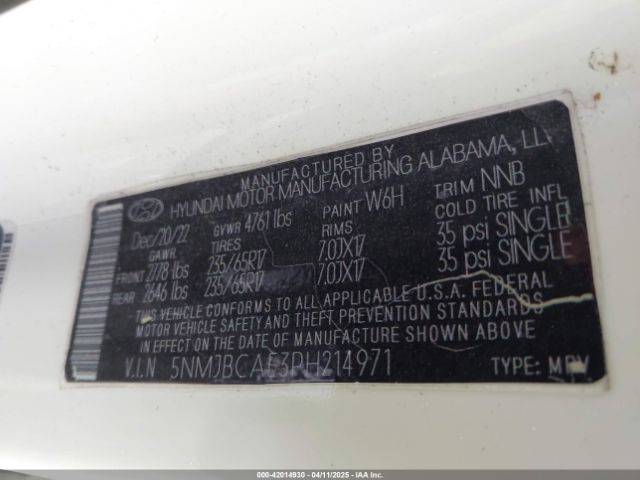 MANUFACTURED BY
HYUNDAI MOTOR MANUFACTURING ALABAMA, LL
Dec/20/22 GVWR 4761 lbs PAINT W6H TRIM NNB
GAWR TIRES RIMS COLD TIRE INFL
FRONT 2778 lbs 235/65R17 7.0JX17 35 psi SINGLE
REAR 2646 lbs 235/65R17 7.0JX17 35 psi SINGLE
THIS VEHICLE CONFORMS TO ALL APPLICABLE U.S.A. FEDERAL
MOTOR VEHICLE SAFETY AND THEFT PREVENTION STANDARDS
IN EFFECT ON THE DATE OF MANUFACTURE SHOWN ABOVE
V.I.N 5NMJBCAE3PH214971 TYPE: MPV
000-42014930 - 04/11/2025 - IAA, Inc.